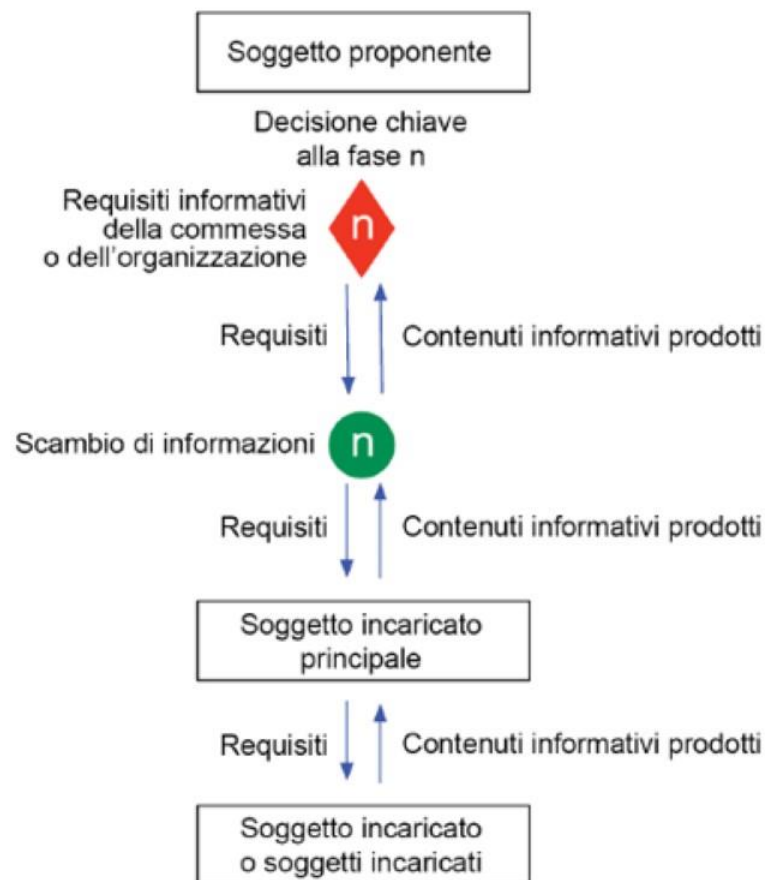 Soggetto proponente
Decisione chiave
alla fase n
Requisiti informativi
della commessa
o dell'organizzazione
n
Requisiti
Contenuti informativi prodotti
Scambio di informazioni
n
Requisiti
Contenuti informativi prodotti
Soggetto incaricato
principale
Requisiti
Contenuti informativi prodotti
Soggetto incaricato
o soggetti incaricati